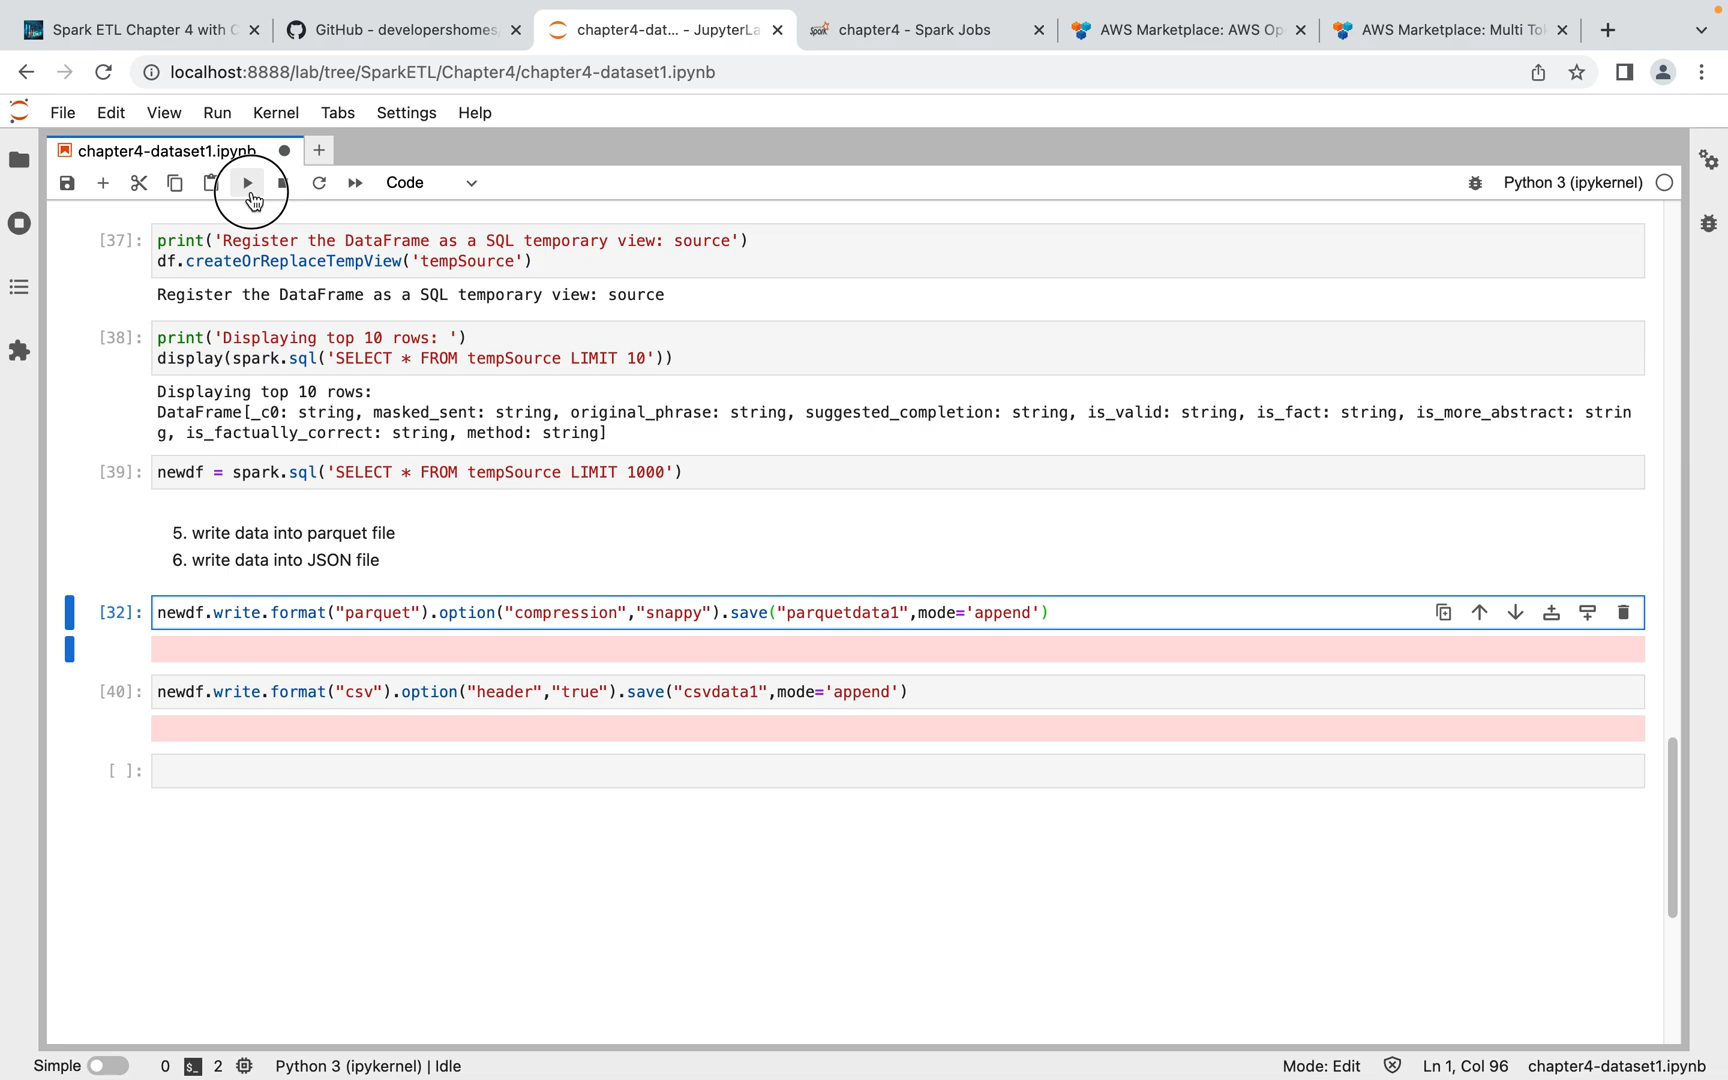 Spark ETL Chapter 4 with C
GitHub - developershomes
chapter4-dat... - JupyterLa
chapter4 - Spark Jobs
AWS Marketplace: AWS Op
AWS Marketplace: Multi To
localhost:8888/lab/tree/SparkETL/Chapter4/chapter4-dataset1.ipynb
File Edit View Run Kernel Tabs Settings Help
chapter4-dataset1.ipynb
Code
Python 3 (ipykernel)
[37]: print('Register the DataFrame as a SQL temporary view: source')
df.createOrReplaceTempView('tempSource')
Register the DataFrame as a SQL temporary view: source
[38]: print('Displaying top 10 rows: ')
display(spark.sql('SELECT * FROM tempSource LIMIT 10'))
Displaying top 10 rows:
DataFrame[_c0: string, masked_sent: string, original_phrase: string, suggested_completion: string, is_valid: string, is_fact: string, is_more_abstract: strin
g, is_factually_correct: string, method: string]
[39]: newdf = spark.sql('SELECT * FROM tempSource LIMIT 1000')
5. write data into parquet file
6. write data into JSON file
[32]: newdf.write.format("parquet").option("compression","snappy").save("parquetdata1",mode='append')
[40]: newdf.write.format("csv").option("header","true").save("csvdata1",mode='append')
[ ]:
Simple 0 2 Python 3 (ipykernel) | Idle Mode: Edit Ln 1, Col 96 chapter4-dataset1.ipynb